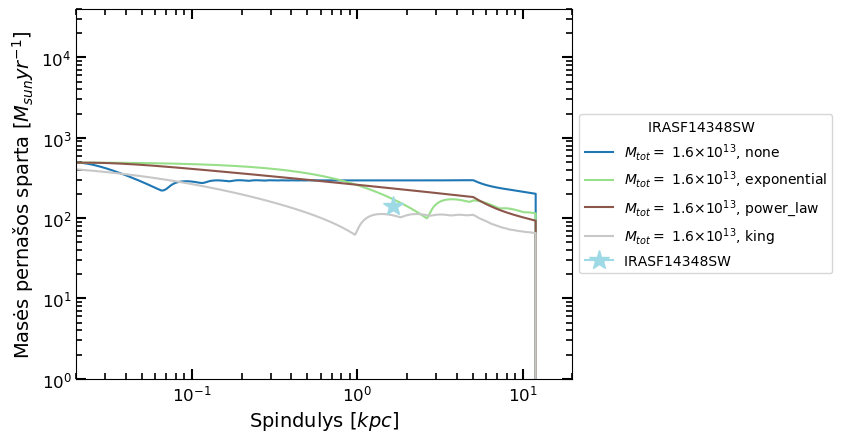 Masės pernašos sparta [$M_{sun}yr^{-1}$]
$10^4$
$10^3$
$10^2$
$10^1$
$10^0$
$10^{-1}$ $10^0$ $10^1$
Spindulys [$kpc$]
IRASF14348SW
$M_{tot}$ = 1.6×$10^{13}$, none
$M_{tot}$ = 1.6×$10^{13}$, exponential
$M_{tot}$ = 1.6×$10^{13}$, power_law
$M_{tot}$ = 1.6×$10^{13}$, king
IRASF14348SW